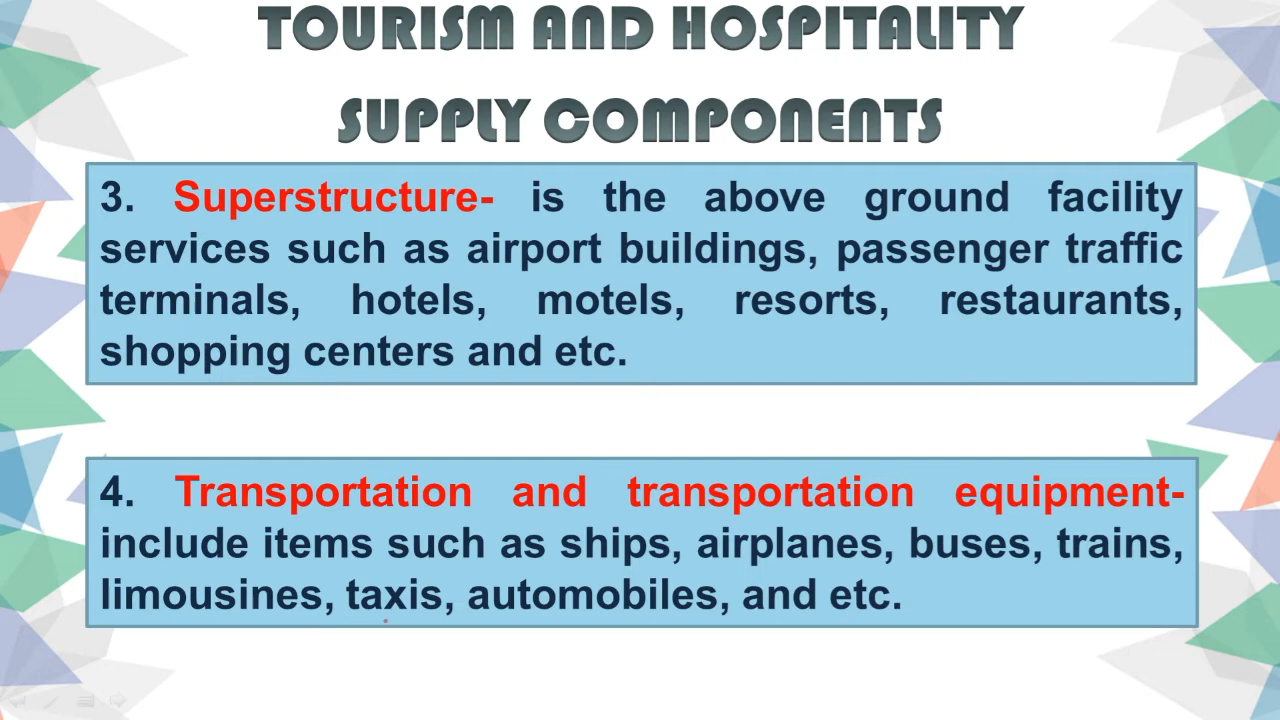 TOURISM AND HOSPITALITY
SUPPLY COMPONENTS
3. Superstructure- is the above ground facility
services such as airport buildings, passenger traffic
terminals, hotels, motels, resorts, restaurants,
shopping centers and etc.
4. Transportation and transportation equipment-
include items such as ships, airplanes, buses, trains,
limousines, taxis, automobiles, and etc.